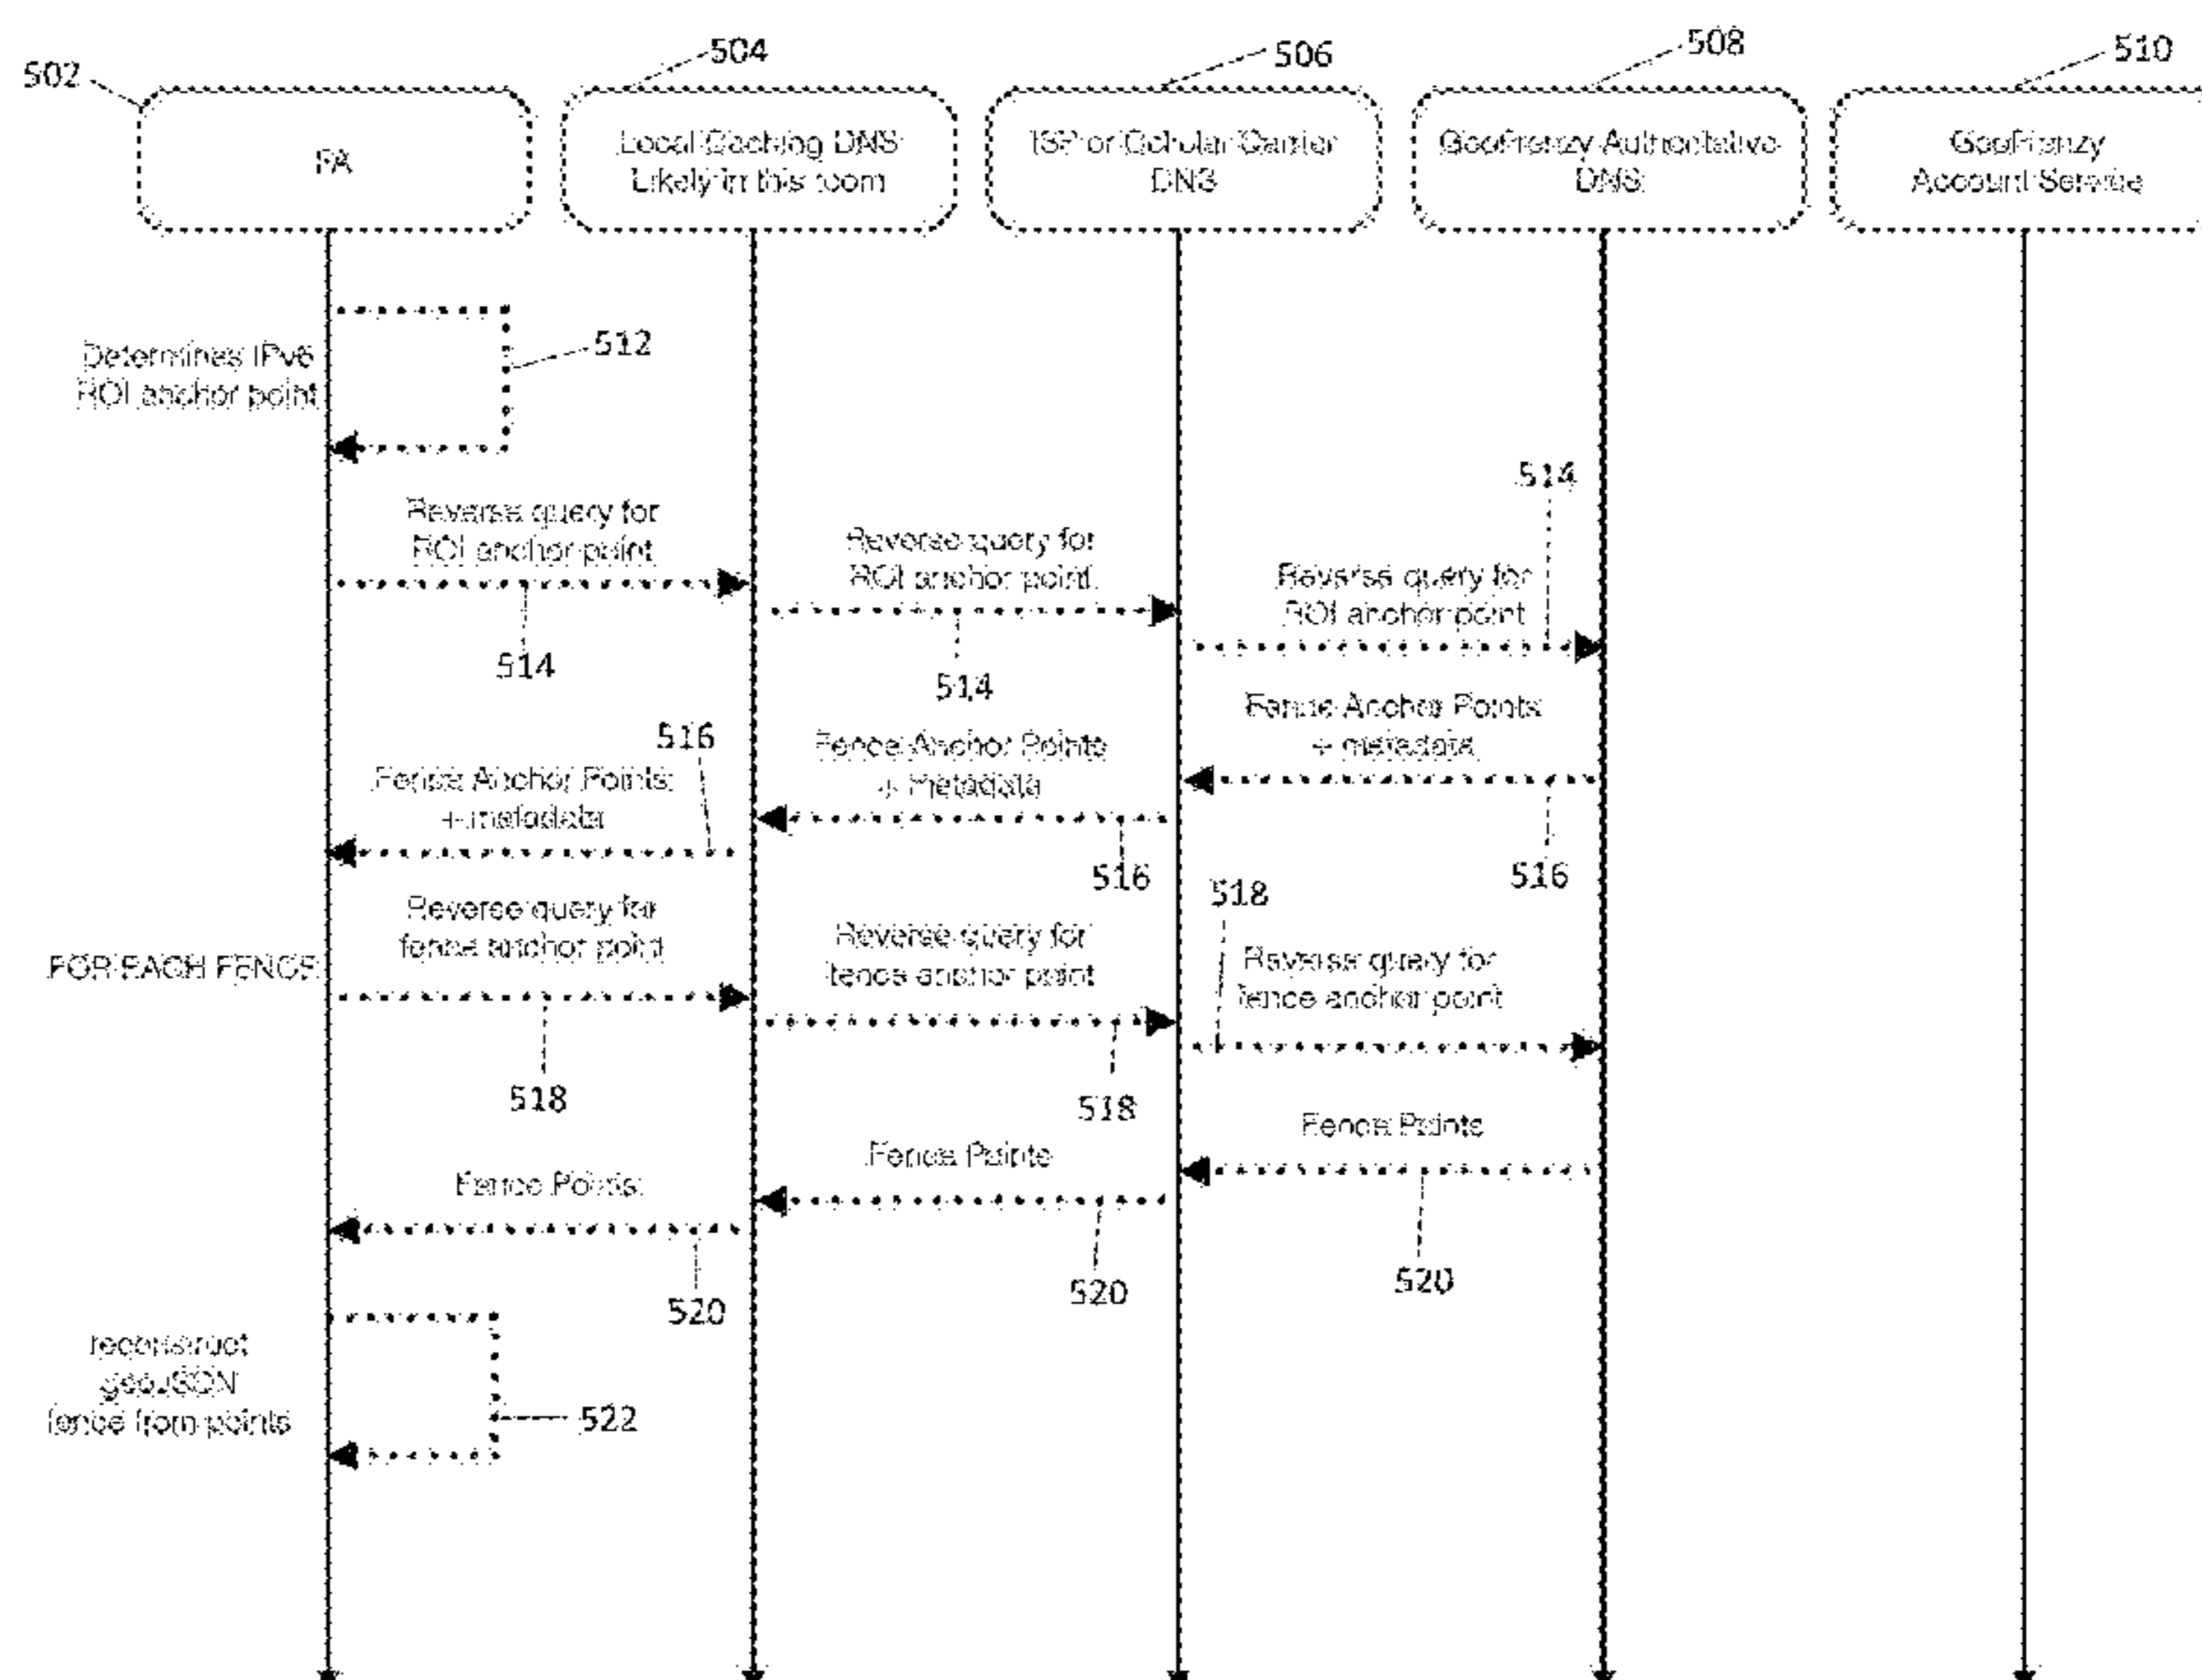 502
504
506
508
510
FA
Local Caching DNS
Likely in this room
ISP or Cellular Carrier
DNS
GeoFrenzy Authoritative
DNS
GeoFrenzy
Account Service
Determines IPv6
ROI anchor point
512
Reverse query for
ROI anchor point
514
Reverse query for
ROI anchor point
514
514
Reverse query for
ROI anchor point
Fence Anchor Points
+ metadata
516
Fence Anchor Points
+ metadata
516
516
Fence Anchor Points
+ metadata
FOR EACH FENCE
Reverse query for
fence anchor point
518
Reverse query for
fence anchor point
518
518
Reverse query for
fence anchor point
Fence Points
520
Fence Points
520
Fence Points
520
reconstruct
geoJSON
fence from points
522